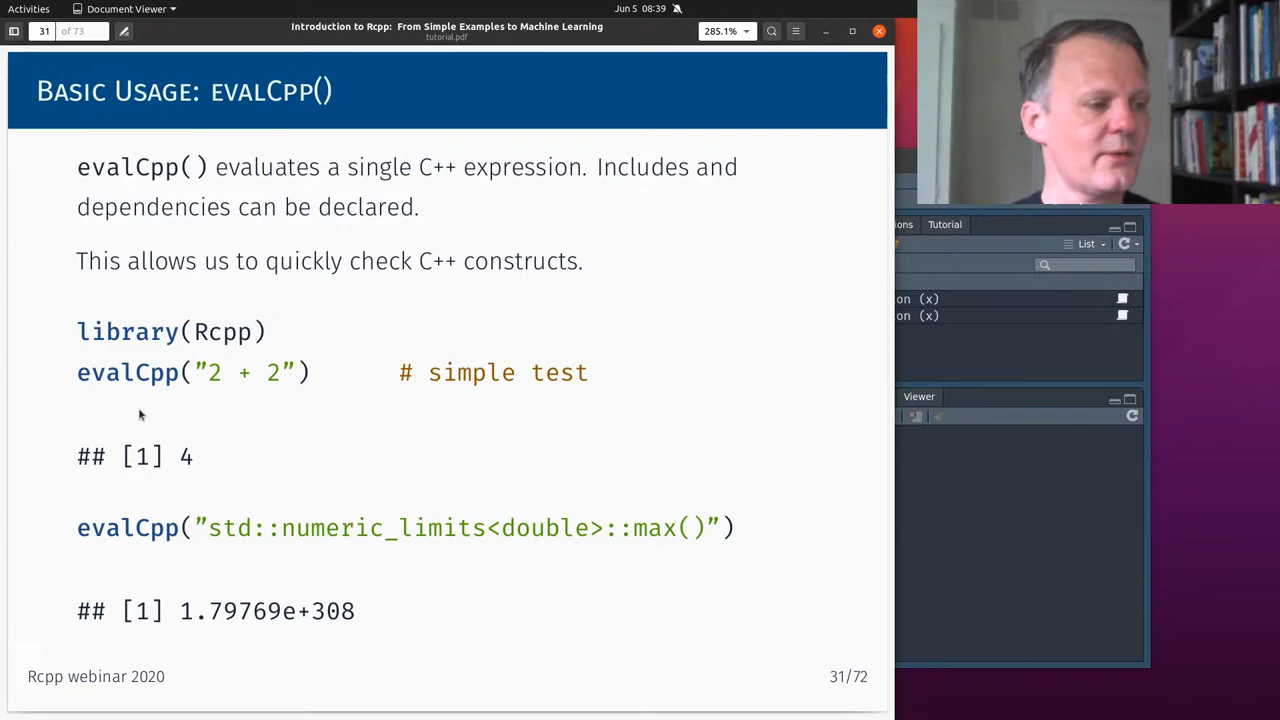 Activities
Document Viewer
Jun 5 08:39
31 of 73
Introduction to Rcpp: From Simple Examples to Machine Learning
tutorial.pdf
285.1%
BASIC USAGE: EVALCPP()
evalCpp() evaluates a single C++ expression. Includes and
dependencies can be declared.
This allows us to quickly check C++ constructs.
library(Rcpp)
evalCpp("2 + 2") # simple test
## [1] 4
evalCpp("std::numeric_limits<double>::max()")
## [1] 1.79769e+308
Rcpp webinar 2020
31/72
ons
Tutorial
List
on (x)
on (x)
Viewer